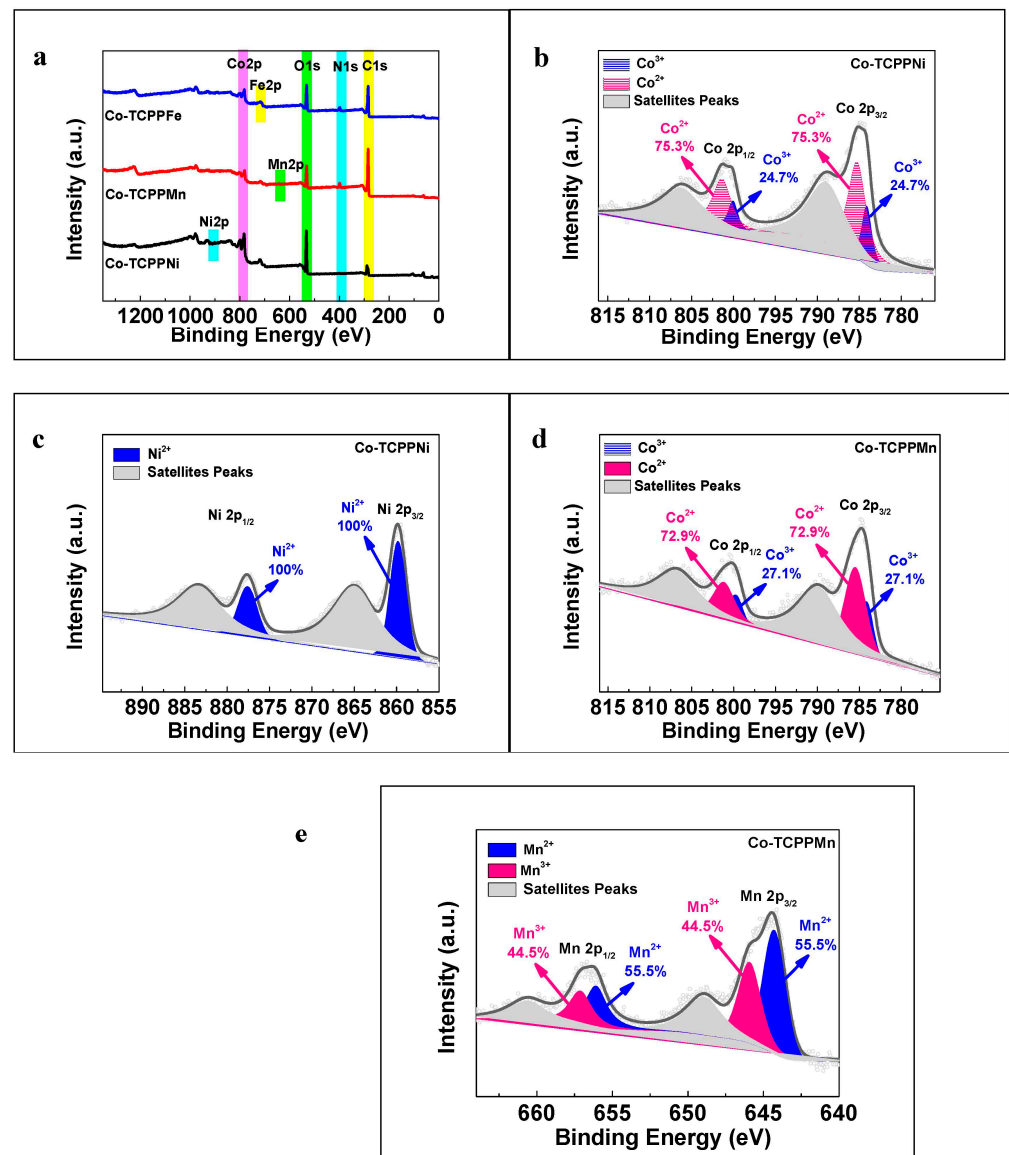 a
Co2p
O1s
N1s
C1s
Fe2p
Co-TCPPFe
Mn2p
Co-TCPPMn
Ni2p
Co-TCPPNi
Intensity (a.u.)
1200 1000 800 600 400 200 0
Binding Energy (eV)
b
Co³⁺
Co²⁺
Satellites Peaks
Co-TCPPNi
Co²⁺
75.3%
Co 2p₁/₂
Co³⁺
24.7%
Co²⁺
75.3%
Co 2p₃/₂
Co³⁺
24.7%
Intensity (a.u.)
815 810 805 800 795 790 785 780
Binding Energy (eV)
c
Ni²⁺
Satellites Peaks
Co-TCPPNi
Ni 2p₁/₂
Ni²⁺
100%
Ni²⁺
100%
Ni 2p₃/₂
Intensity (a.u.)
890 885 880 875 870 865 860 855
Binding Energy (eV)
d
Co³⁺
Co²⁺
Satellites Peaks
Co-TCPPMn
Co²⁺
72.9%
Co 2p₁/₂
Co³⁺
27.1%
Co²⁺
72.9%
Co 2p₃/₂
Co³⁺
27.1%
Intensity (a.u.)
815 810 805 800 795 790 785 780
Binding Energy (eV)
e
Mn²⁺
Mn³⁺
Satellites Peaks
Co-TCPPMn
Mn³⁺
44.5%
Mn 2p₁/₂
Mn²⁺
55.5%
Mn³⁺
44.5%
Mn 2p₃/₂
Mn²⁺
55.5%
Intensity (a.u.)
660 655 650 645 640
Binding Energy (eV)